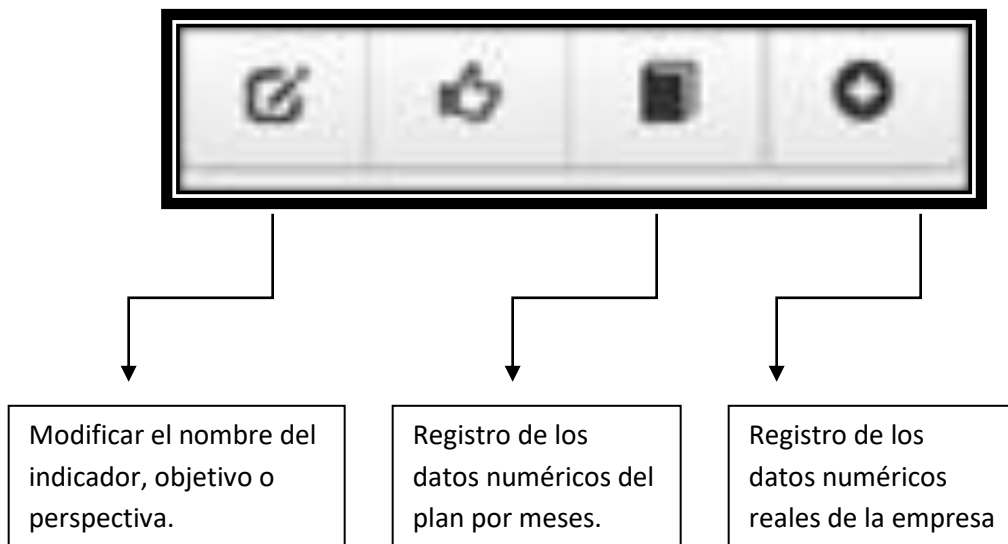 Modificar el nombre del
indicador, objetivo o
perspectiva.
Registro de los
datos numéricos del
plan por meses.
Registro de los
datos numéricos
reales de la empresa